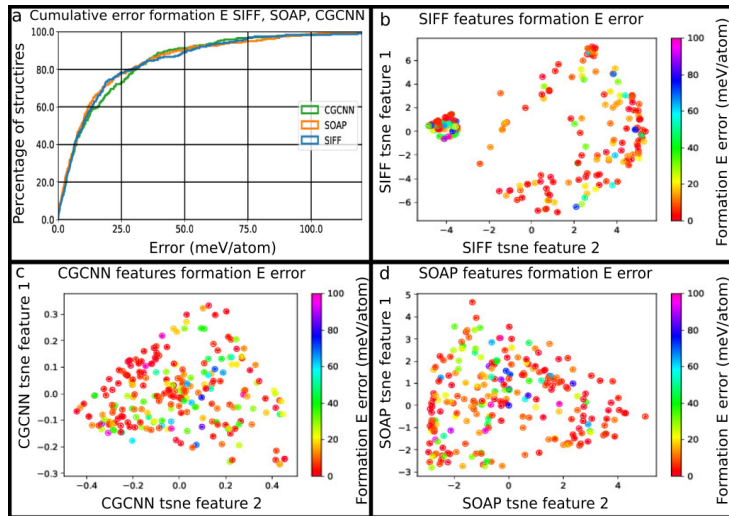 a Cumulative error formation E SIFF, SOAP, CGCNN
Percentage of structures
100.0
80.0
60.0
40.0
20.0
0.0
CGCNN
SOAP
SIFF
0.0 25.0 50.0 75.0 100.0
Error (meV/atom)
b SIFF features formation E error
SIFF tsne feature 1
6
4
2
0
−2
−4
−6
−4 −2 0 2 4
SIFF tsne feature 2
100
80
60
40
20
0
Formation E error (meV/atom)
c CGCNN features formation E error
CGCNN tsne feature 1
0.3
0.2
0.1
0.0
−0.1
−0.2
−0.3
−0.4 −0.2 0.0 0.2 0.4
CGCNN tsne feature 2
100
80
60
40
20
0
Formation E error (meV/atom)
d SOAP features formation E error
SOAP tsne feature 1
5
4
3
2
1
0
−1
−2
−3
−2 0 2 4
SOAP tsne feature 2
100
80
60
40
20
0
Formation E error (meV/atom)